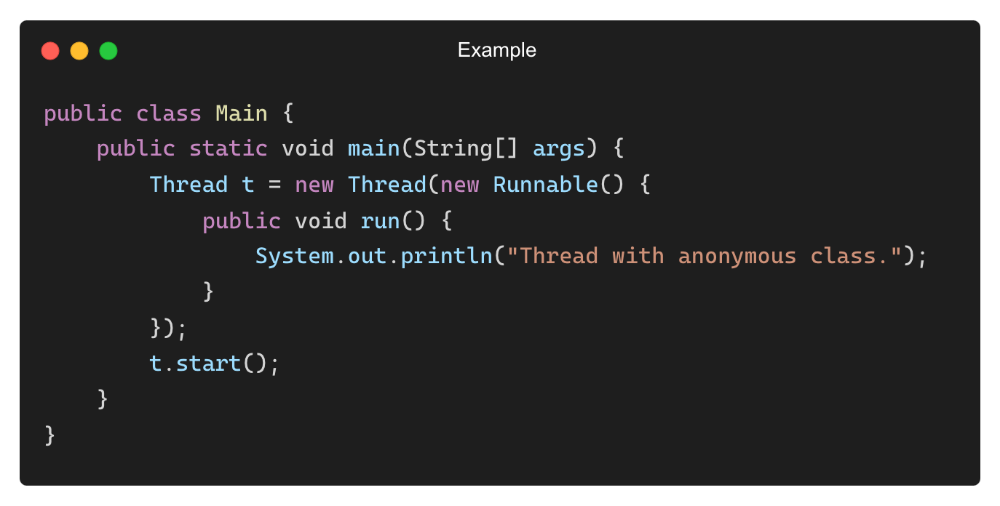 Example
public class Main {
    public static void main(String[] args) {
        Thread t = new Thread(new Runnable() {
            public void run() {
                System.out.println("Thread with anonymous class.");
            }
        });
        t.start();
    }
}